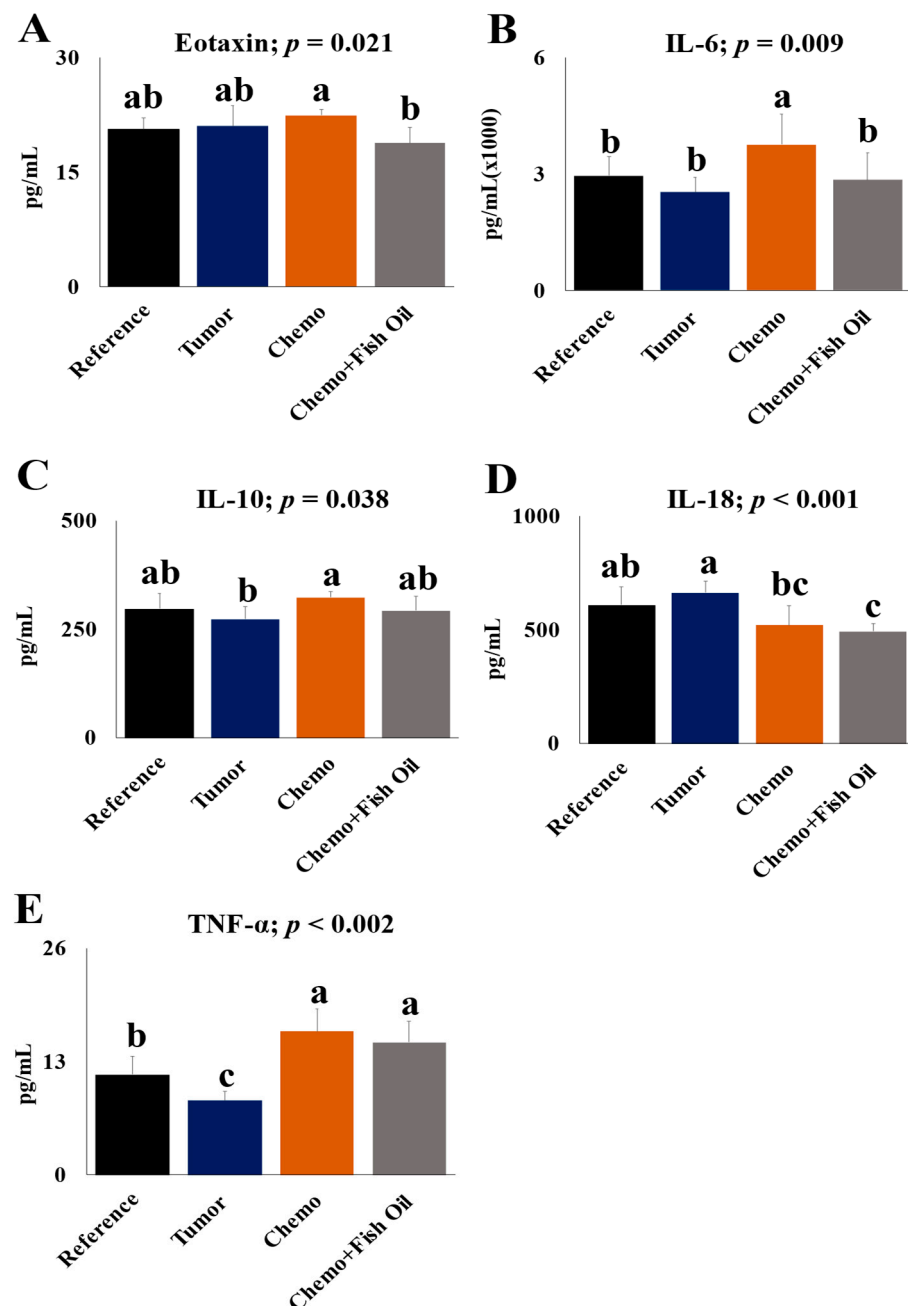 A
Eotaxin; p = 0.021
30
15
0
pg/mL
ab
ab
a
b
Reference
Tumor
Chemo
Chemo+Fish Oil
B
IL-6; p = 0.009
6
3
0
pg/mL(x1000)
b
b
a
b
Reference
Tumor
Chemo
Chemo+Fish Oil
C
IL-10; p = 0.038
500
250
0
pg/mL
ab
b
a
ab
Reference
Tumor
Chemo
Chemo+Fish Oil
D
IL-18; p < 0.001
1000
500
0
pg/mL
ab
a
bc
c
Reference
Tumor
Chemo
Chemo+Fish Oil
E
TNF-α; p < 0.002
26
13
0
pg/mL
b
c
a
a
Reference
Tumor
Chemo
Chemo+Fish Oil